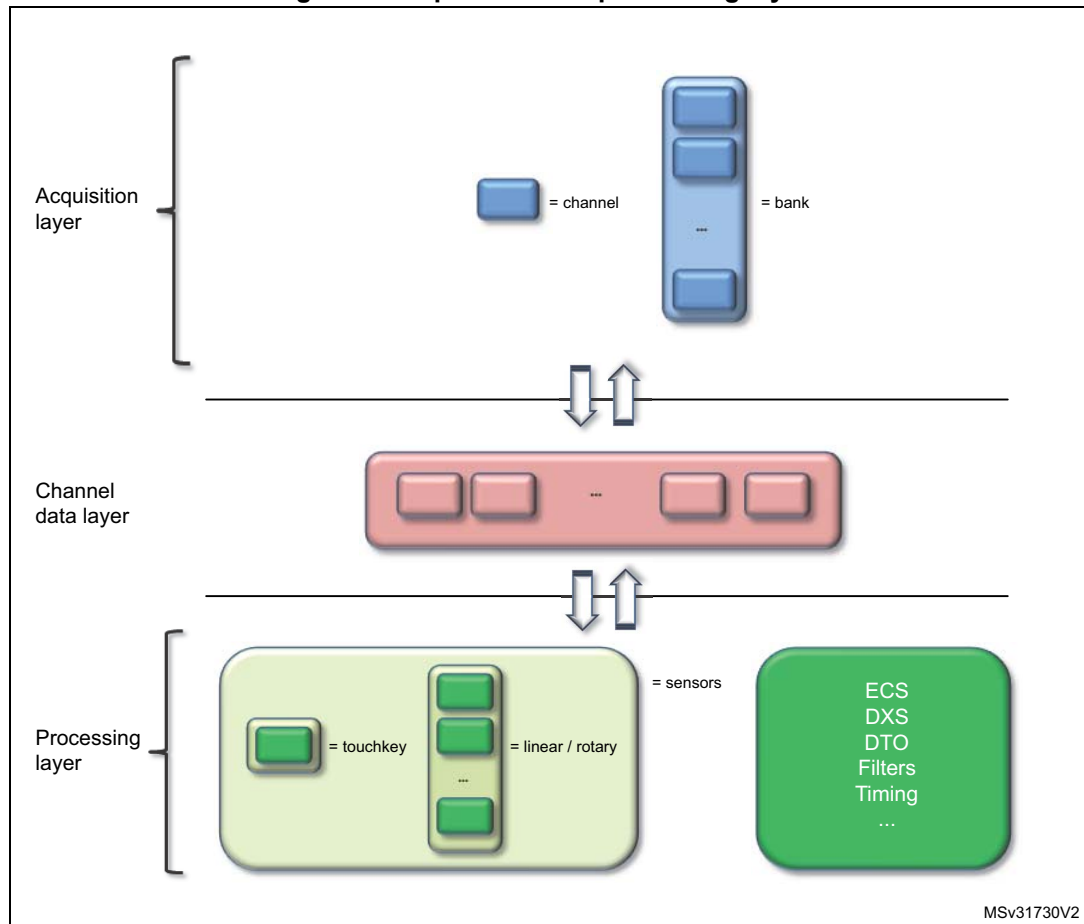 Acquisition
layer
= channel
...
= bank
Channel
data layer
...
Processing
layer
= touchkey
...
= linear / rotary
= sensors
ECS
DXS
DTO
Filters
Timing
...
MSv31730V2